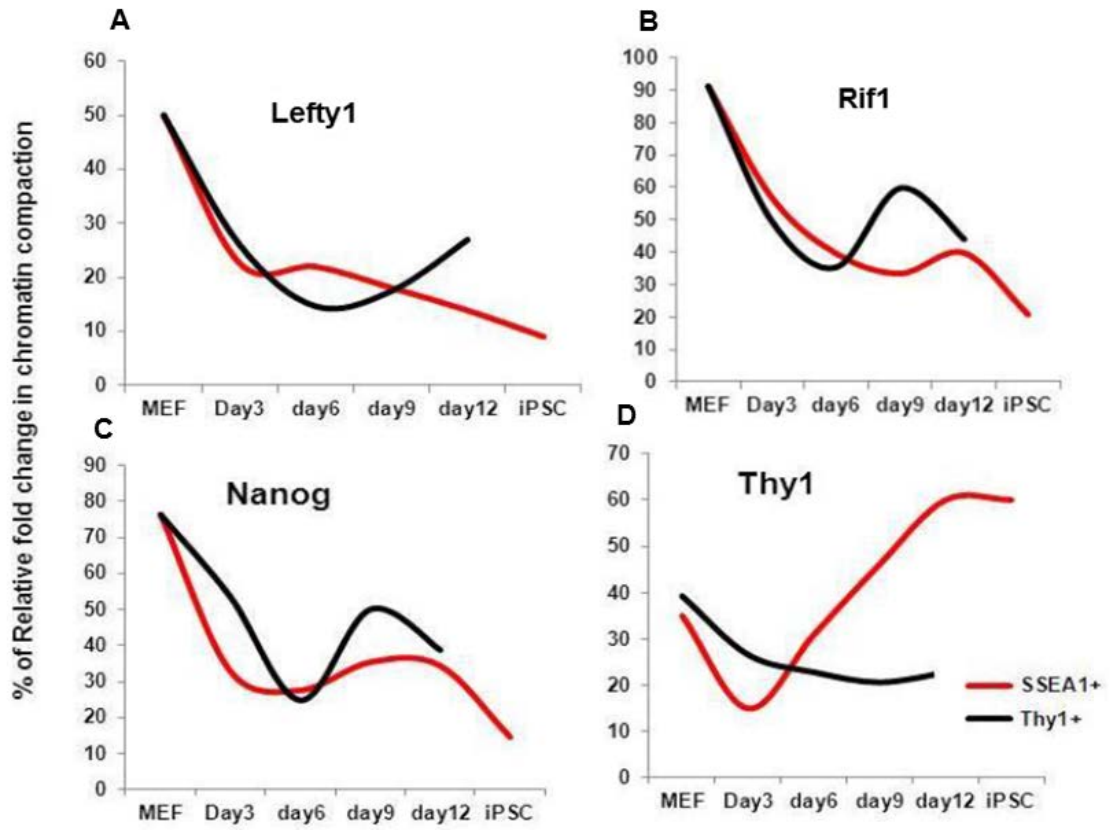 % of Relative fold change in chromatin compaction
A
Lefty1
60
50
40
30
20
10
0
MEF Day3 day6 day9 day12 iPSC
B
Rif1
100
90
80
70
60
50
40
30
20
10
0
MEF Day3 day6 day9 day12 iPSC
C
Nanog
90
80
70
60
50
40
30
20
10
0
MEF Day3 day6 day9 day12 iPSC
D
Thy1
70
60
50
40
30
20
10
0
MEF Day3 day6 day9 day12 iPSC
SSEA1+
Thy1+